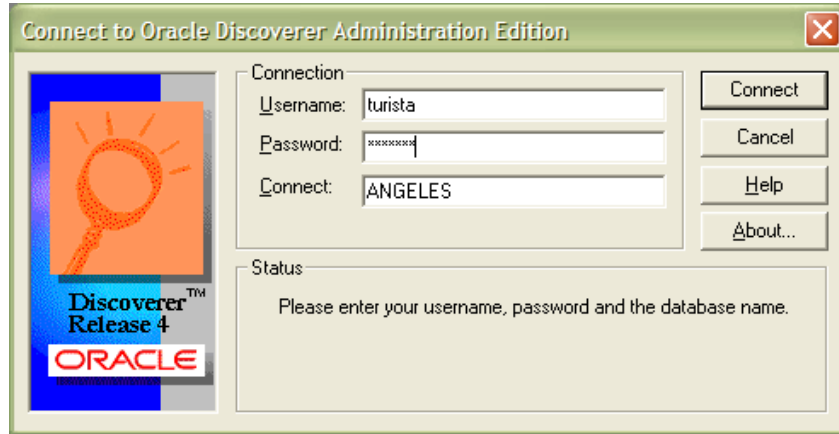 Connect to Oracle Discoverer Administration Edition
Connection
Username: turista
Password: *******
Connect: ANGELES
Connect
Cancel
Help
About...
Discoverer™
Release 4
ORACLE
Status
Please enter your username, password and the database name.